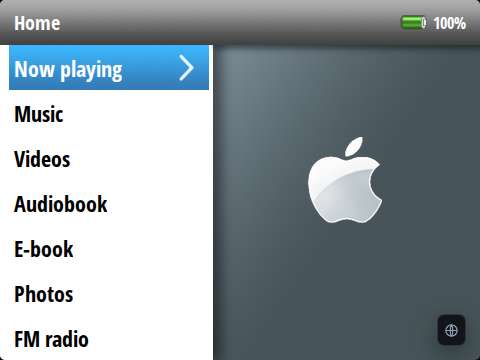 Home
100%
Now playing
Music
Videos
Audiobook
E-book
Photos
FM radio